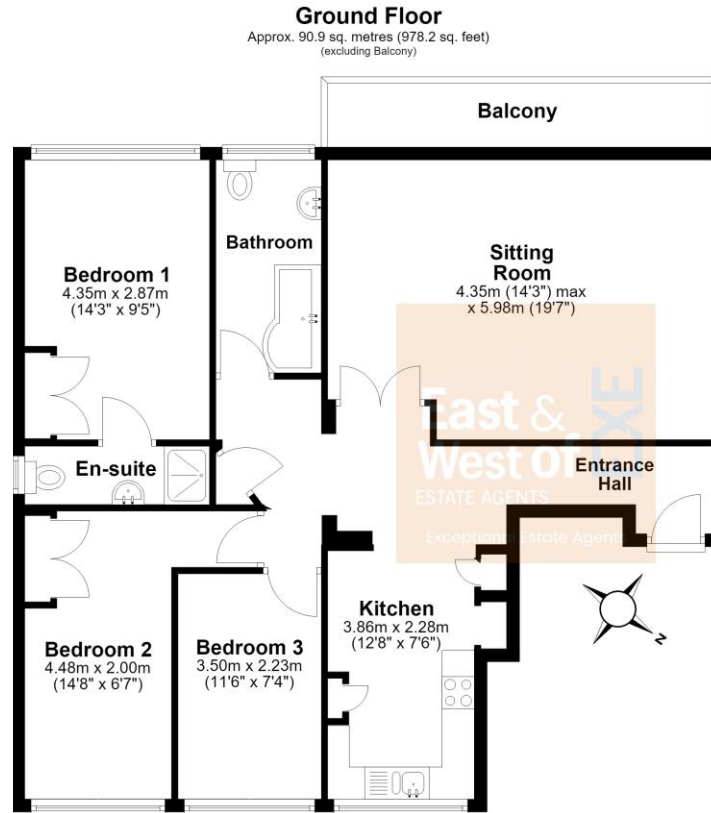 Ground Floor
Approx. 90.9 sq. metres (978.2 sq. feet)
(excluding Balcony)
Balcony
Bathroom
Bedroom 1
4.35m x 2.87m
(14'3" x 9'5")
Sitting
Room
4.35m (14'3") max
x 5.98m (19'7")
East &
West of
EXE
ESTATE AGENTS
Exceptional Estate Agents
En-suite
Entrance
Hall
Kitchen
3.86m x 2.28m
(12'8" x 7'6")
Bedroom 2
4.48m x 2.00m
(14'8" x 6'7")
Bedroom 3
3.50m x 2.23m
(11'6" x 7'4")
N